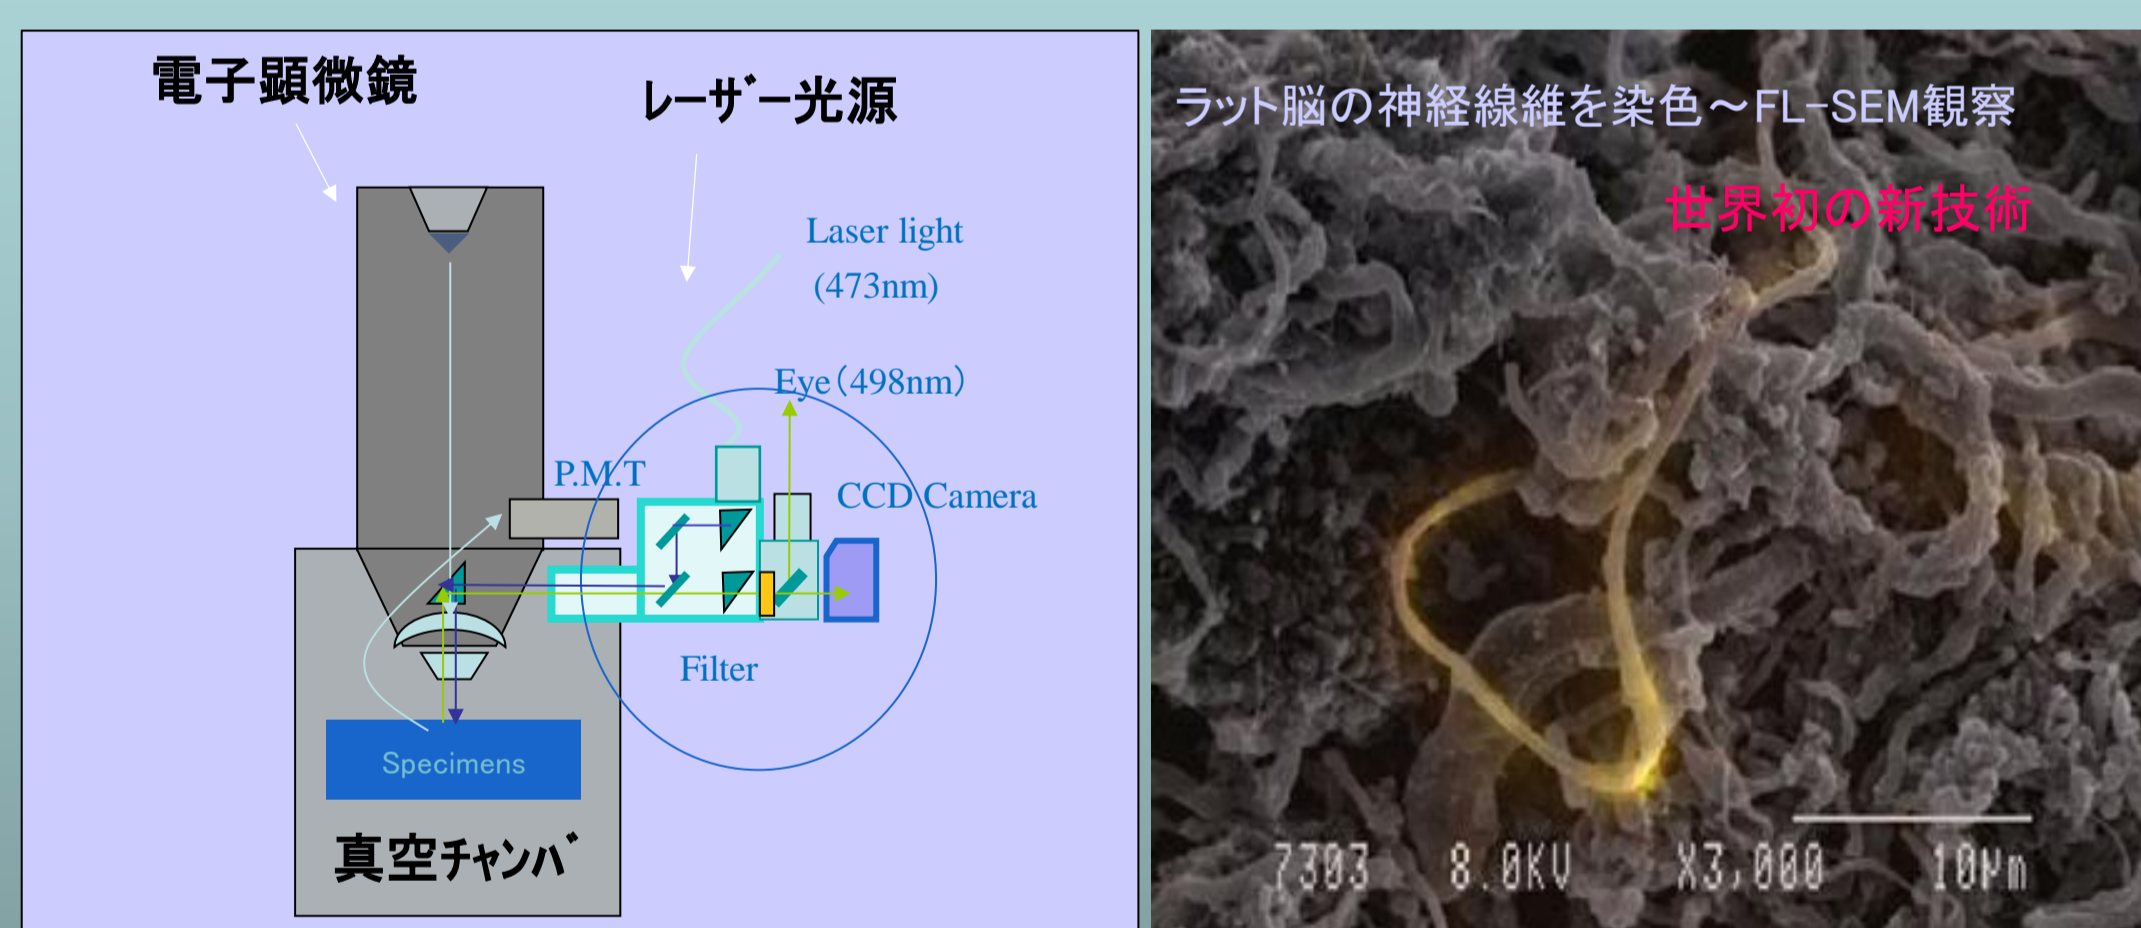 電子顕微鏡
レーザー光源
Laser light
(473nm)
Eye(498nm)
P.M.T
CCD Camera
Filter
Specimens
真空チャンバ
ラット脳の神経線維を染色～FL-SEM観察
世界初の新技術
7303 8.0KV X3,000 10µm